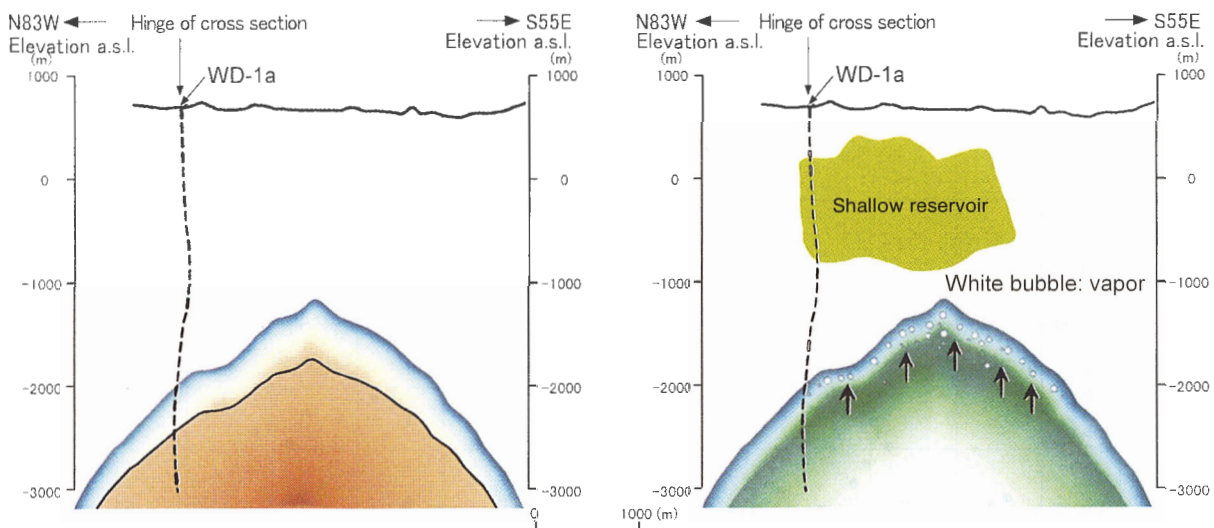 N83W Hinge of cross section S55E
Elevation a.s.l. Elevation a.s.l.
(m) (m)
WD-1a
1000 1000
0 0
-1000 -1000
-2000 -2000
-3000 -3000
0
N83W Hinge of cross section S55E
Elevation a.s.l. Elevation a.s.l.
(m) (m)
WD-1a
1000 1000
0 0
Shallow reservoir
-1000 -1000
White bubble: vapor
-2000 -2000
-3000 -3000
1000 (m) 0